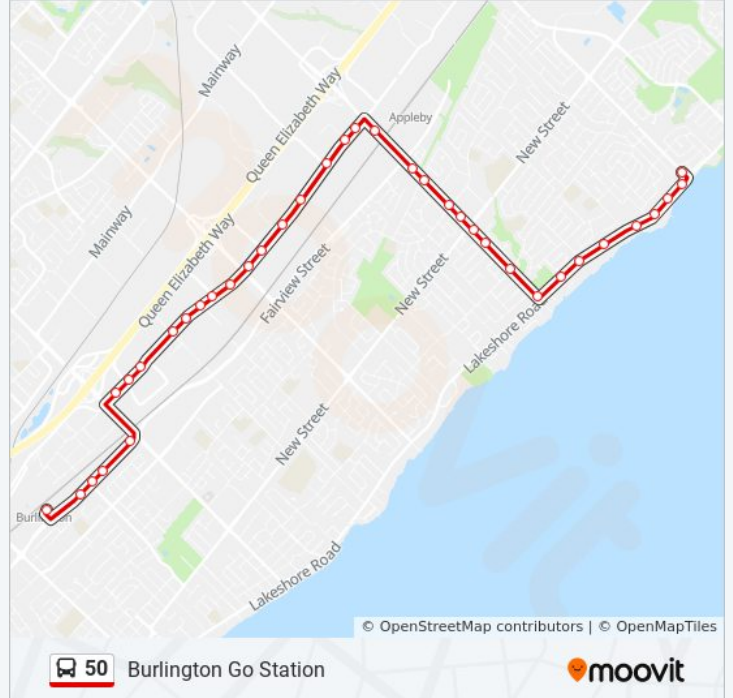 Mainway
Queen Elizabeth Way
Appleby
New Street
Mainway
Queen Elizabeth Way
Fairview Street
New Street
Lakeshore Road
New Street
Burlington
Lakeshore Road
© OpenStreetMap contributors | © OpenMapTiles
50 Burlington Go Station
moovit